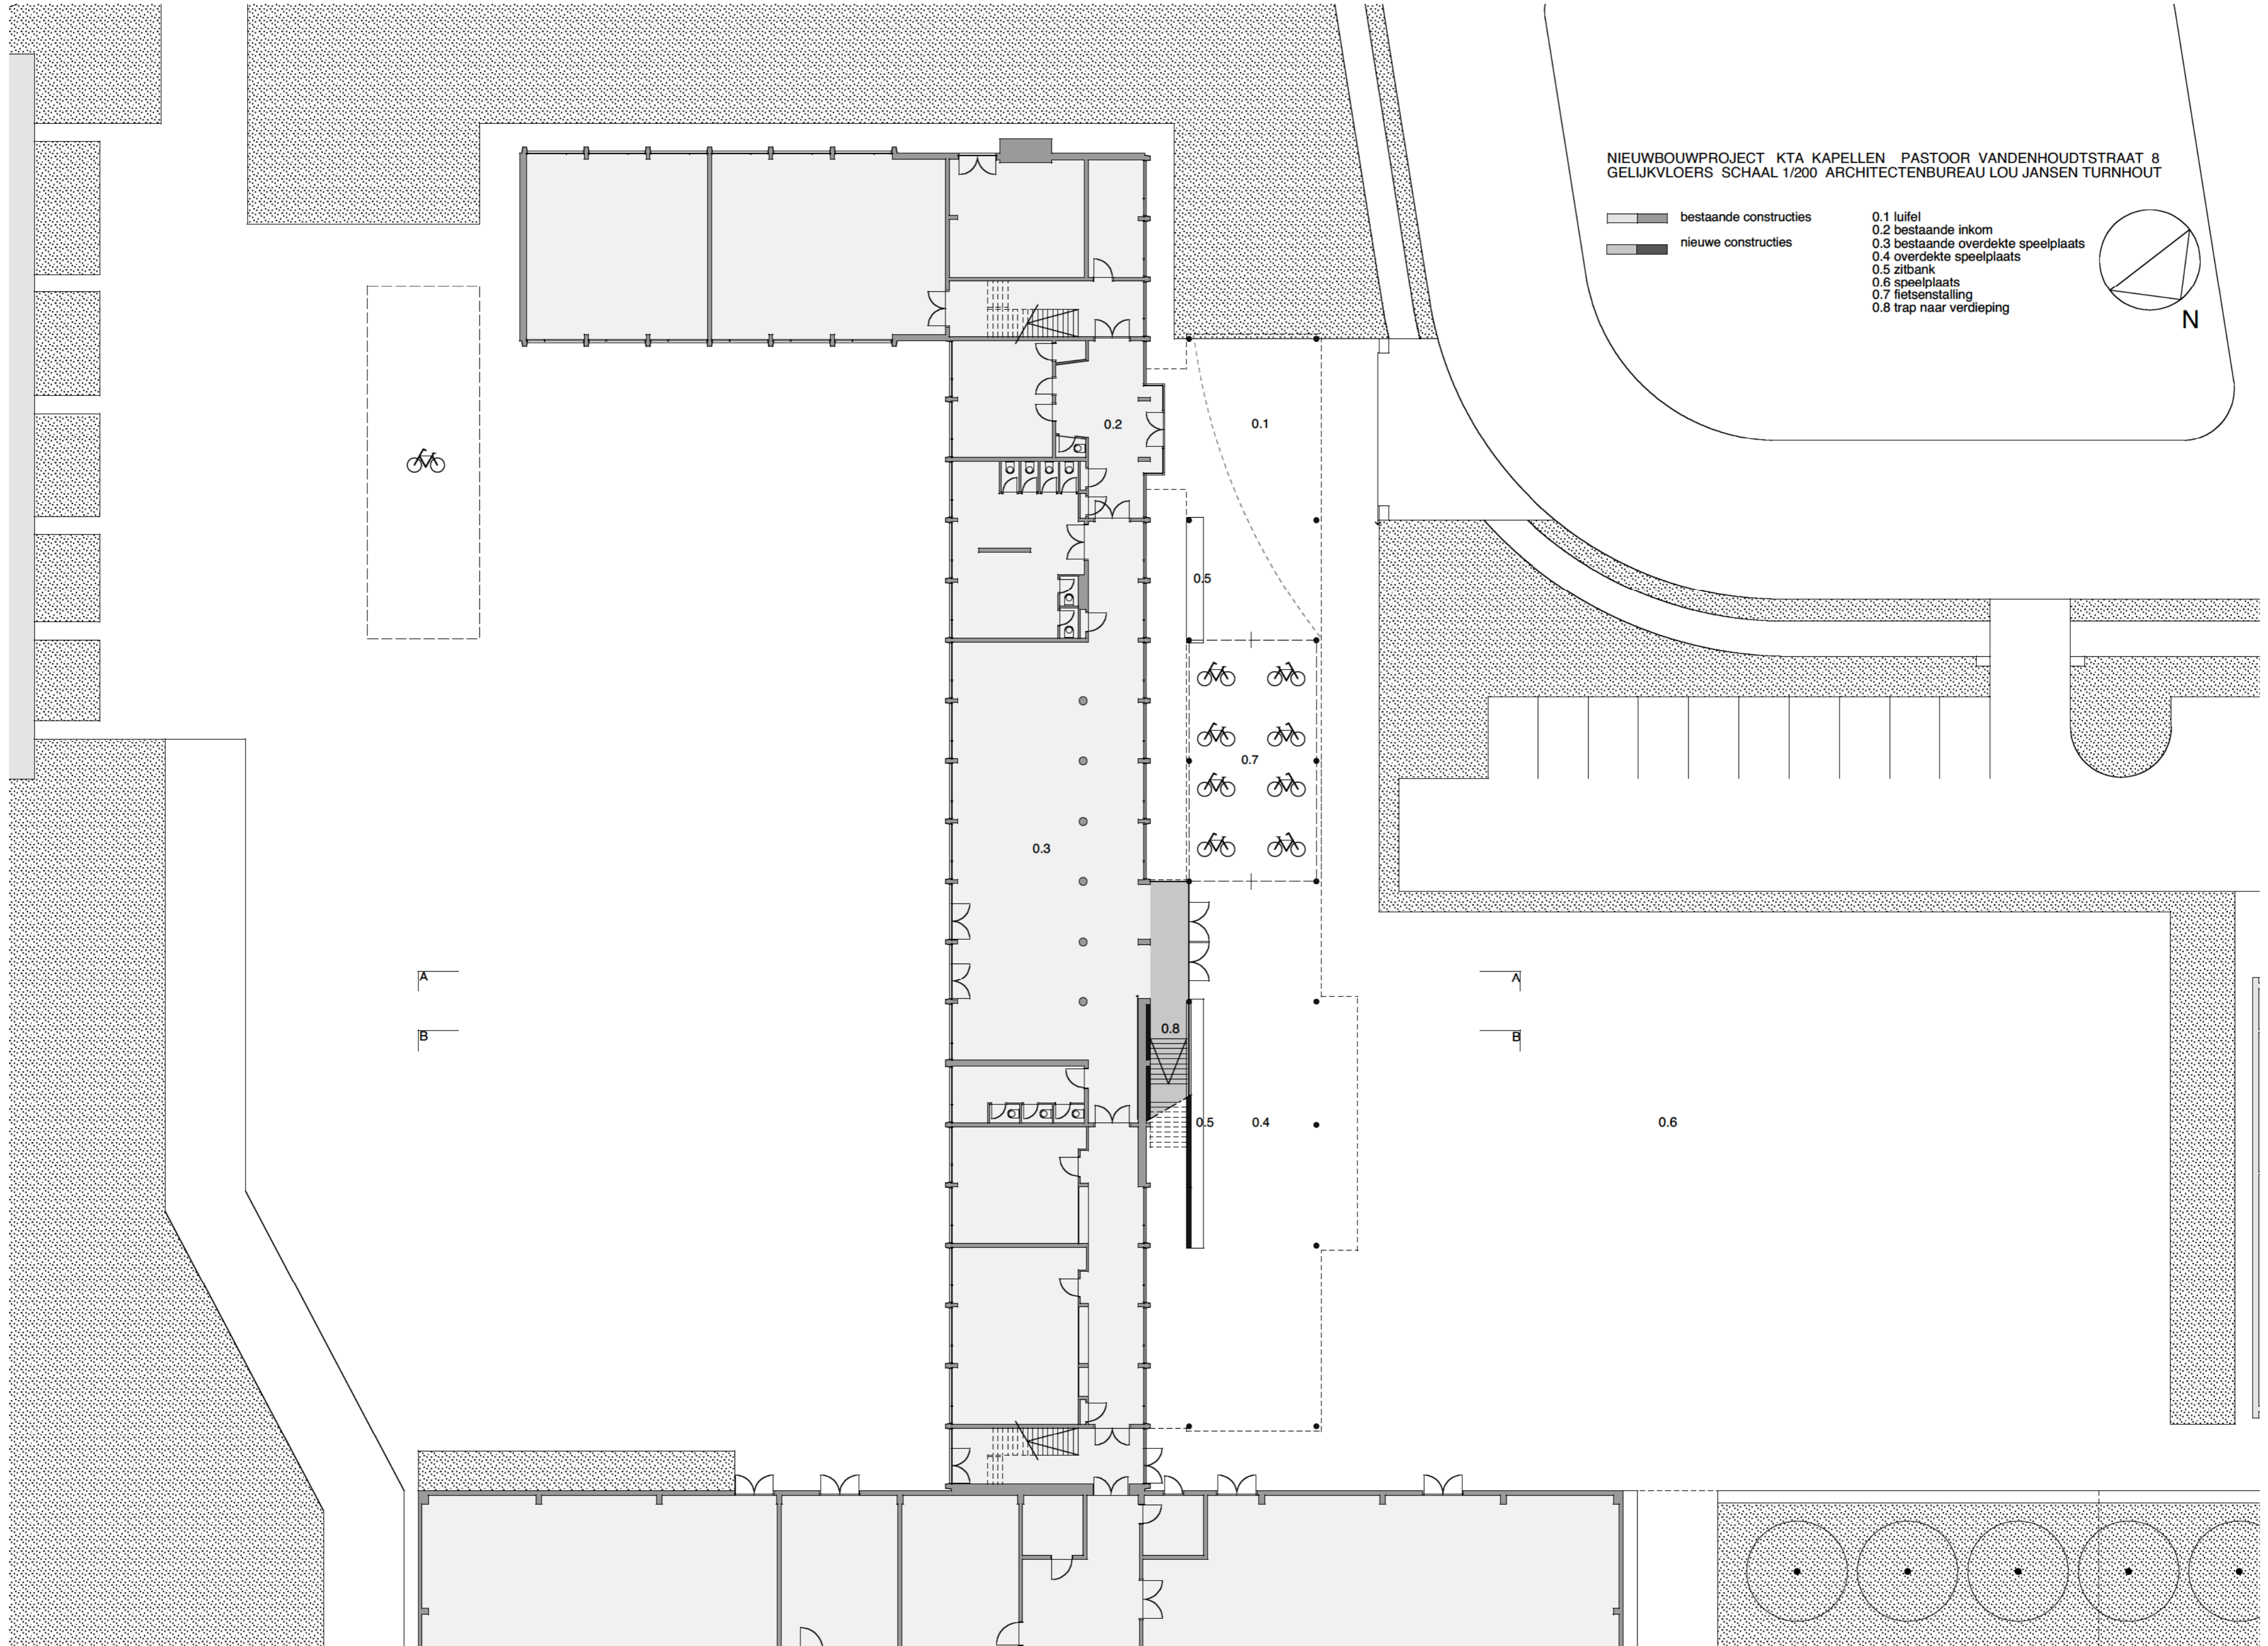 NIEUWBOUWPROJECT KTA KAPELLEN PASTOOR VANDENHOUDTSTRAAT 8
GELIJKVLOERS SCHAAL 1/200 ARCHITECTENBUREAU LOU JANSEN TURNHOUT
bestaande constructies
nieuwe constructies
0.1 luifel
0.2 bestaande inkom
0.3 bestaande overdekte speelplaats
0.4 overdekte speelplaats
0.5 zitbank
0.6 speelplaats
0.7 fietsenstalling
0.8 trap naar verdieping
N
0.2
0.1
0.5
0.7
0.3
A
A
0.8
B
B
0.5
0.4
0.6